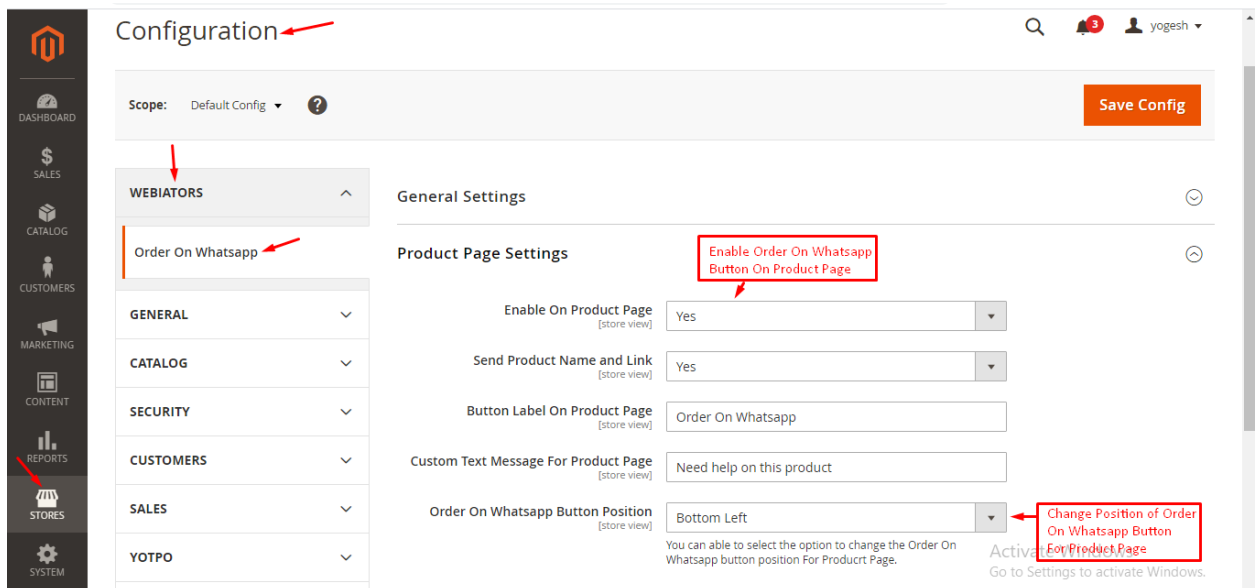 Configuration
3
yogesh
Scope: Default Config ?
Save Config
DASHBOARD
$
SALES
CATALOG
CUSTOMERS
MARKETING
CONTENT
REPORTS
STORES
SYSTEM
WEBIATORS
Order On Whatsapp
GENERAL
CATALOG
SECURITY
CUSTOMERS
SALES
YOTPO
General Settings
Product Page Settings
Enable Order On Whatsapp
Button On Product Page
Enable On Product Page
[store view]
Yes
Send Product Name and Link
[store view]
Yes
Button Label On Product Page
[store view]
Order On Whatsapp
Custom Text Message For Product Page
[store view]
Need help on this product
Order On Whatsapp Button Position
[store view]
Bottom Left
You can able to select the option to change the Order On
Whatsapp button position For Producrt Page.
Change Position of Order
On Whatsapp Button
For Product Page
Activate Windows
Go to Settings to activate Windows.